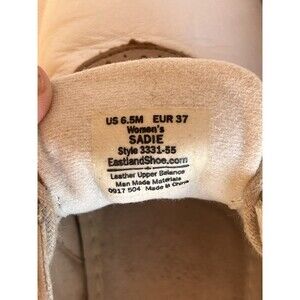 US 6.5M EUR 37
Women's
SADIE
Style 3331-55
EastlandShoe.com
Leather Upper Balance
Man Made Materials
0917 504 Made in China